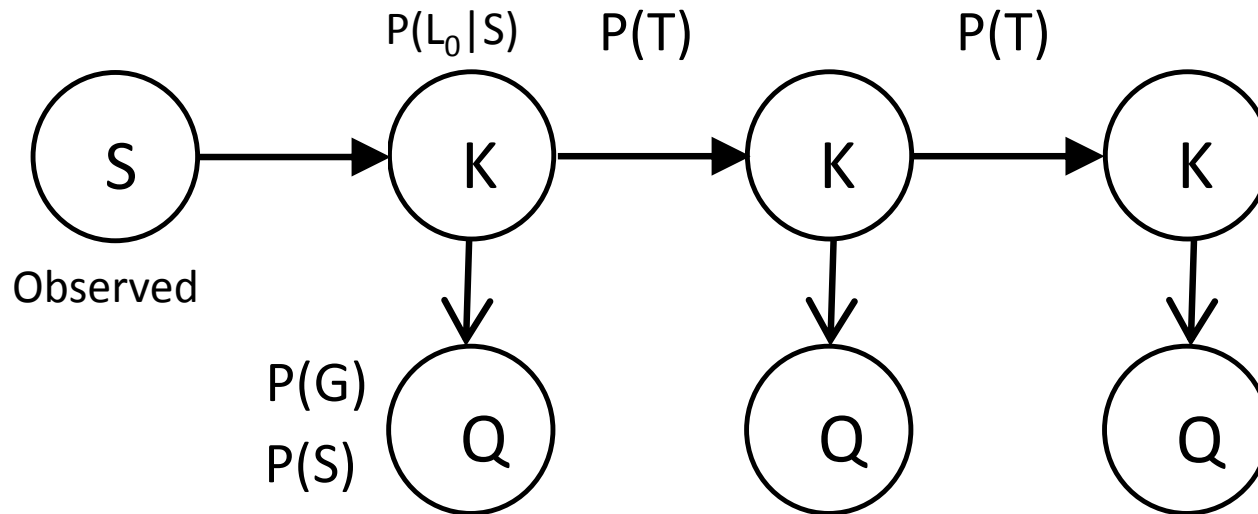 P(L₀|S) P(T) P(T)
S K K K
Observed
P(G)
P(S) Q Q Q